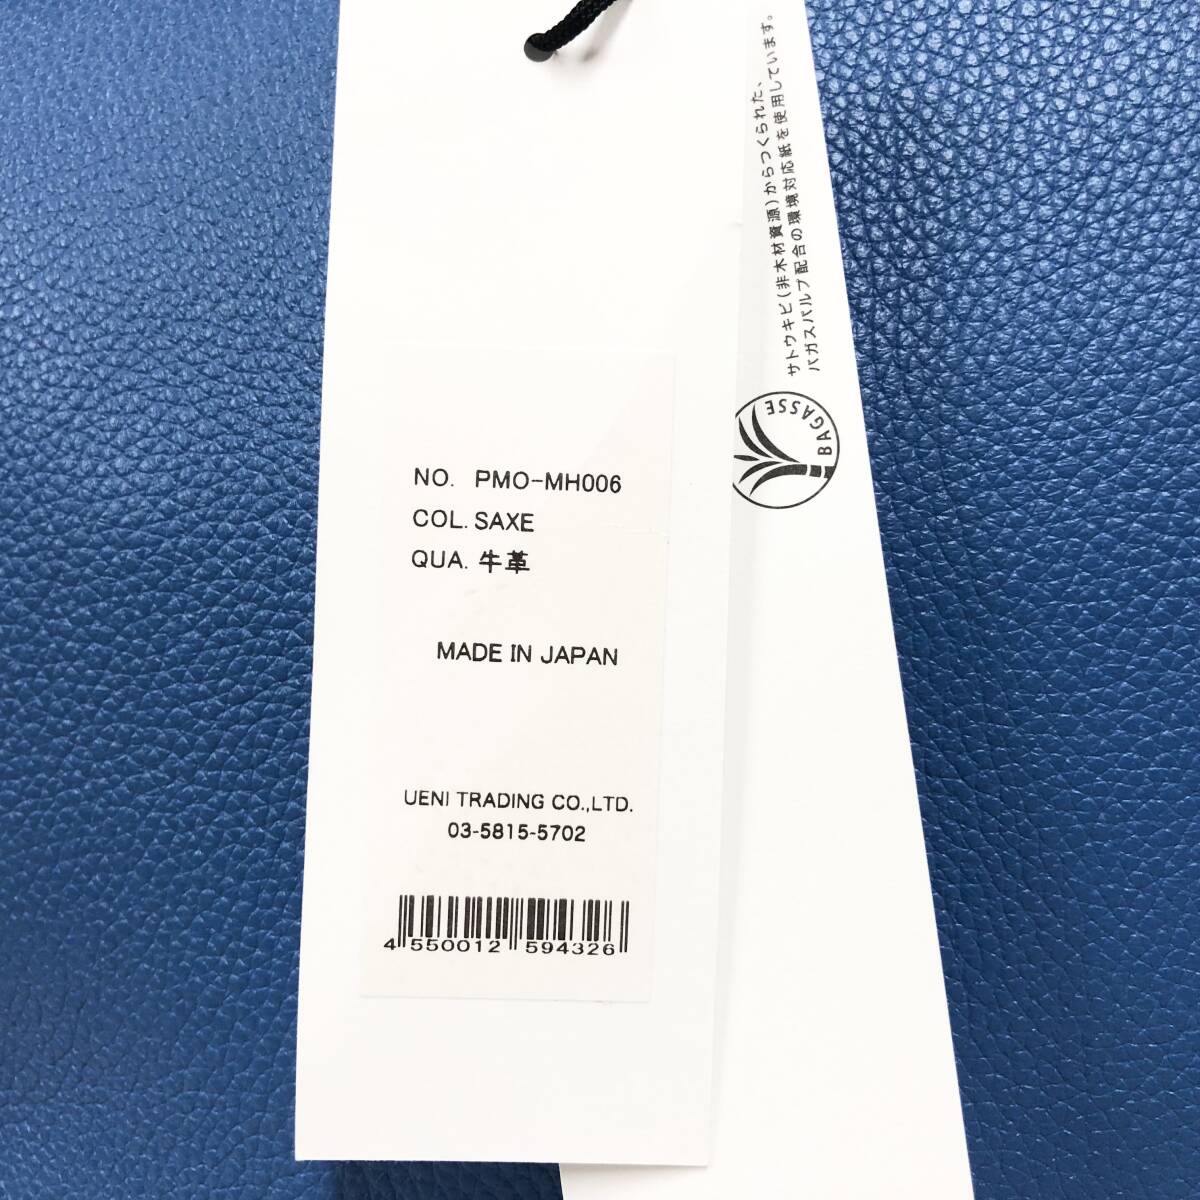 NO. PMO-MH006
COL. SAXE
QUA. 牛革
MADE IN JAPAN
UENI TRADING CO.,LTD.
03-5815-5702
4 550012 594326
サトウキビ(非木材資源)からつくられた、
バガスパルプ配合の環境対応紙を使用しています。
BAGASSE